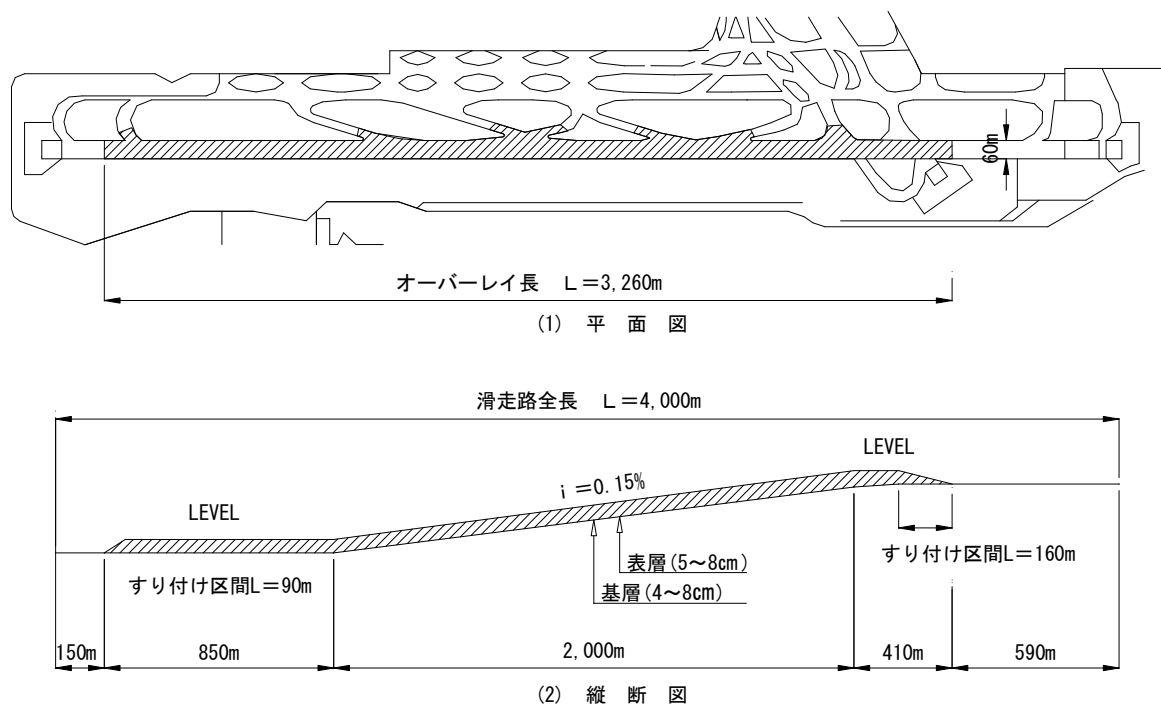 60m
オーバーレイ長 L=3,260m
(1) 平 面 図
滑走路全長 L=4,000m
LEVEL
i=0.15%
LEVEL
すり付け区間L=90m
表層(5～8cm)
基層(4～8cm)
すり付け区間L=160m
150m 850m 2,000m 410m 590m
(2) 縦 断 図